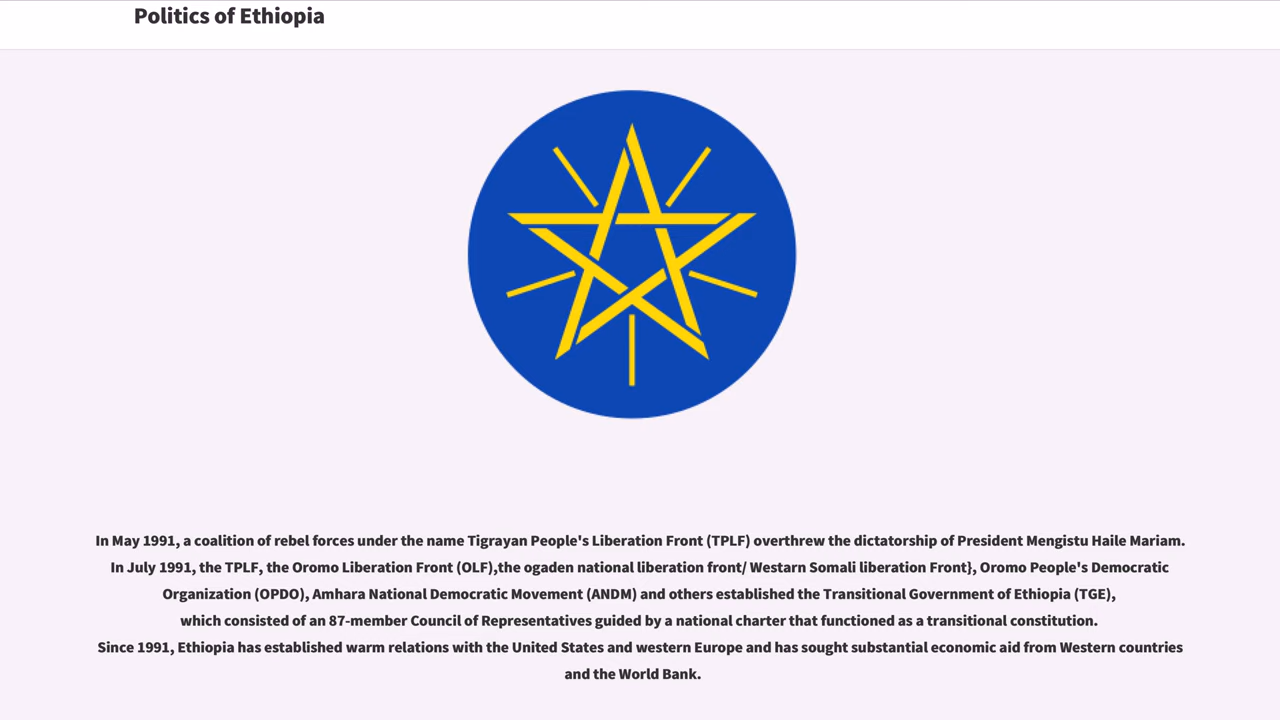 Politics of Ethiopia
In May 1991, a coalition of rebel forces under the name Tigrayan People's Liberation Front (TPLF) overthrew the dictatorship of President Mengistu Haile Mariam.
In July 1991, the TPLF, the Oromo Liberation Front (OLF),the ogaden national liberation front/ Westarn Somali liberation Front}, Oromo People's Democratic
Organization (OPDO), Amhara National Democratic Movement (ANDM) and others established the Transitional Government of Ethiopia (TGE),
which consisted of an 87-member Council of Representatives guided by a national charter that functioned as a transitional constitution.
Since 1991, Ethiopia has established warm relations with the United States and western Europe and has sought substantial economic aid from Western countries
and the World Bank.